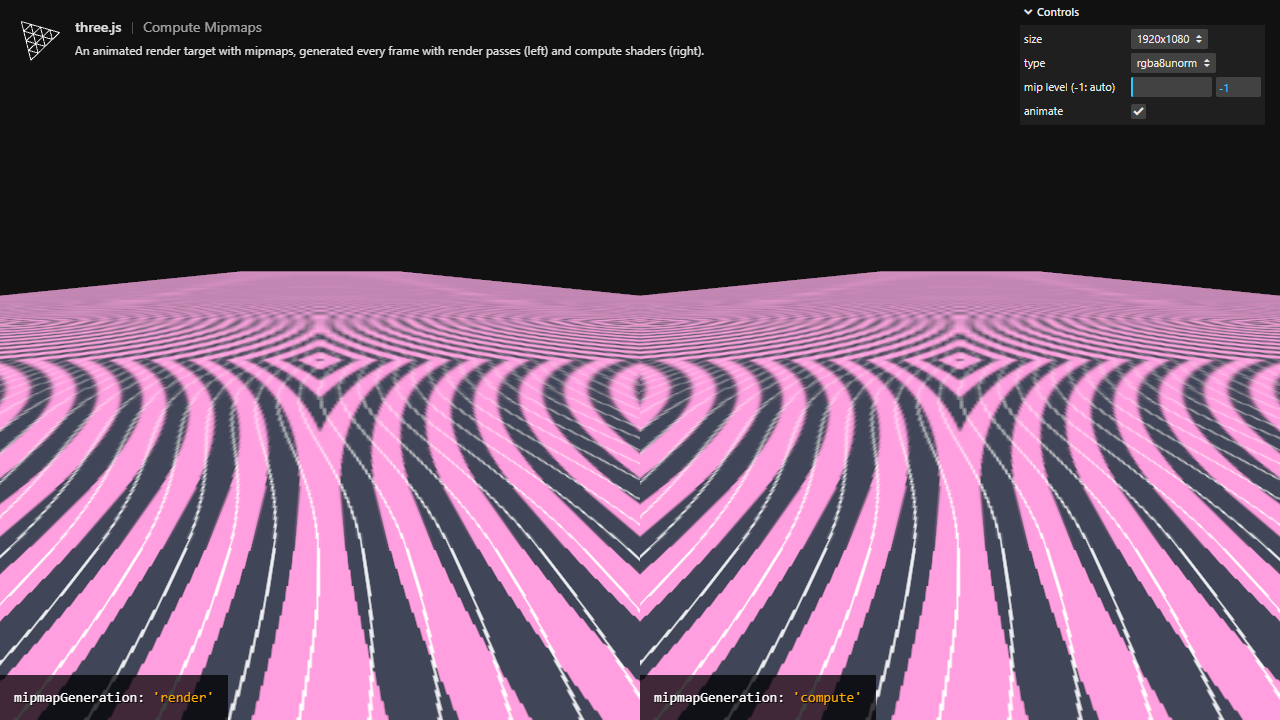 three.js | Compute Mipmaps
An animated render target with mipmaps, generated every frame with render passes (left) and compute shaders (right).
Controls
size 1920x1080
type rgba8unorm
mip level (-1: auto) -1
animate
mipmapGeneration: 'render'
mipmapGeneration: 'compute'